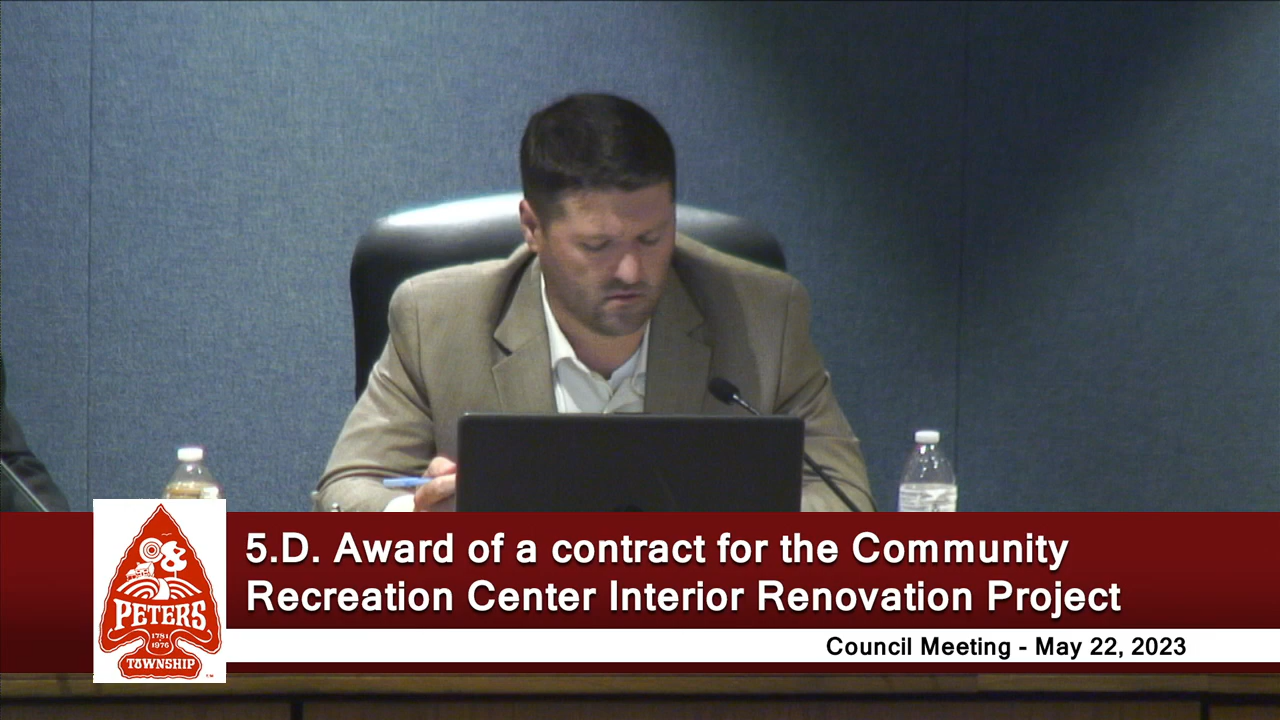 5.D. Award of a contract for the Community
Recreation Center Interior Renovation Project
Council Meeting - May 22, 2023
PETERS
1781
1976
TOWNSHIP
TM